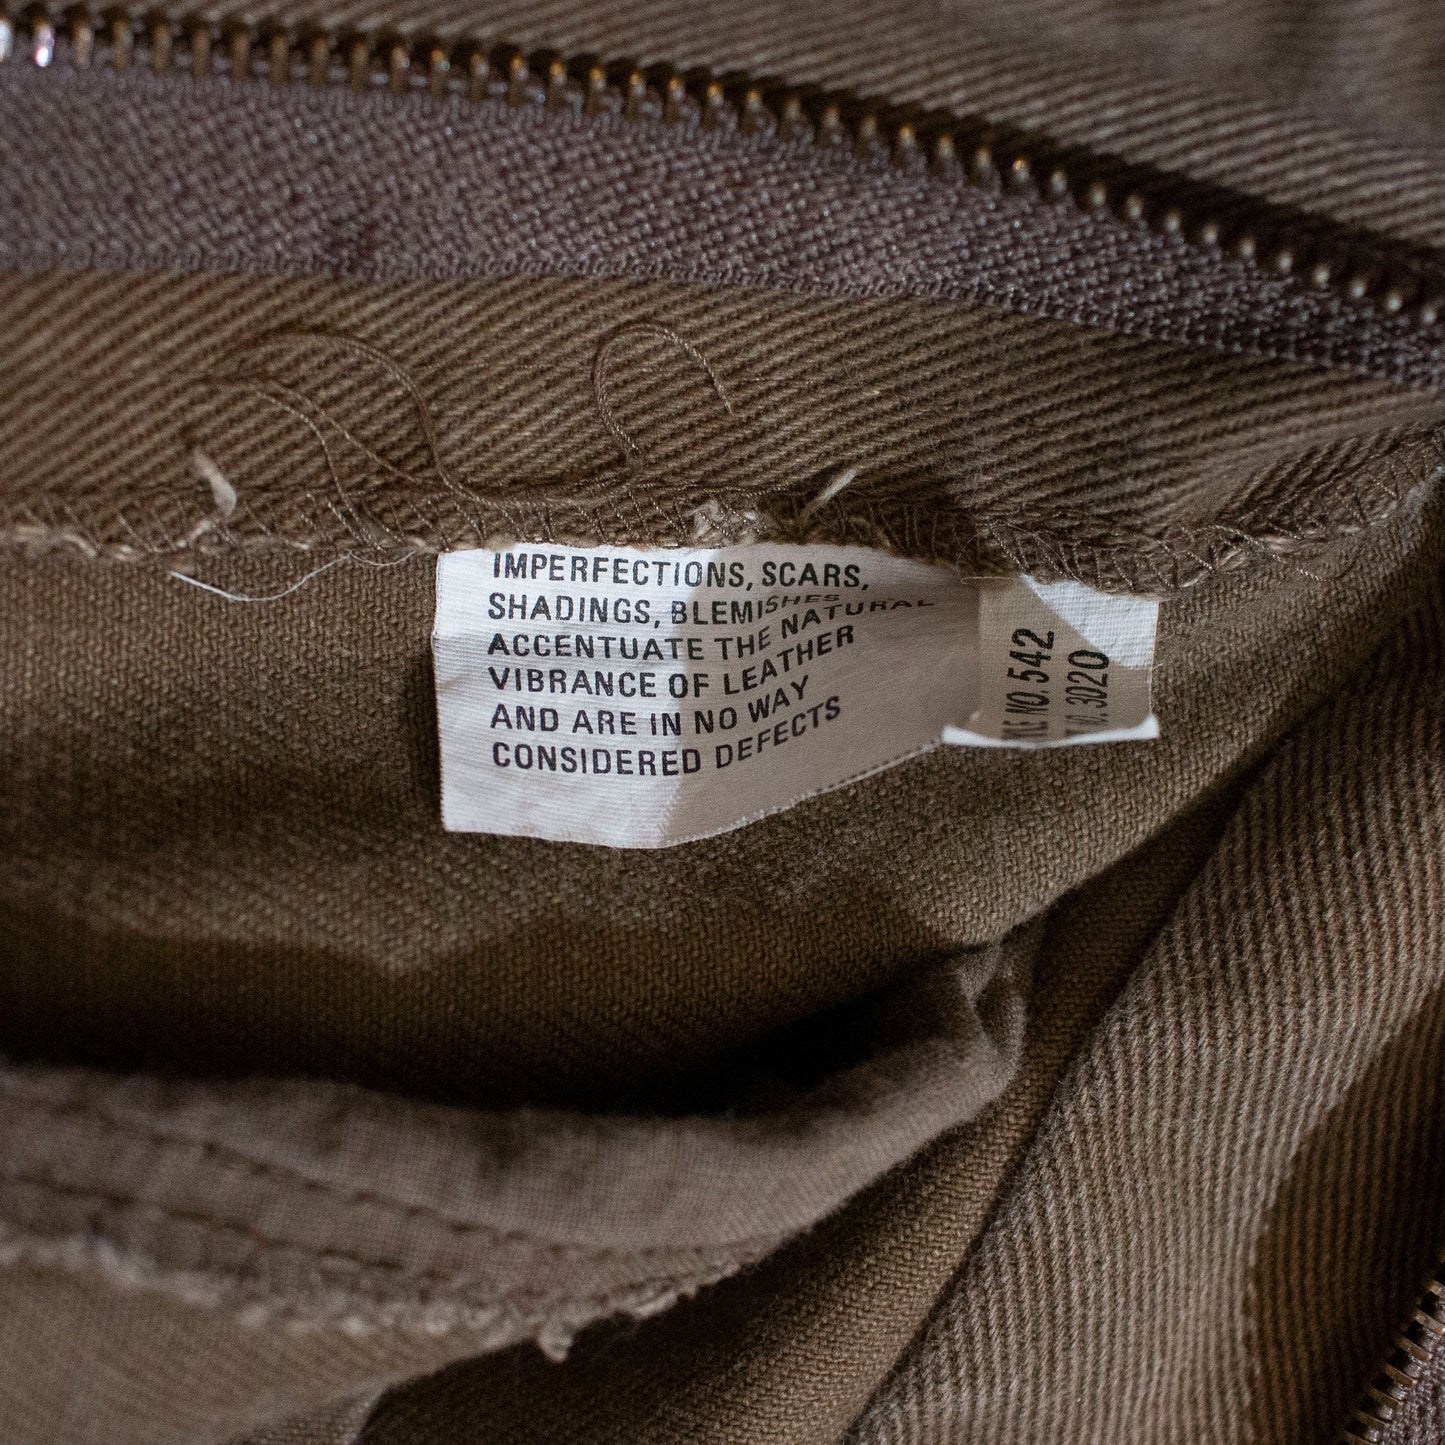 IMPERFECTIONS, SCARS,
SHADINGS, BLEMISHES
ACCENTUATE THE NATURAL
VIBRANCE OF LEATHER
AND ARE IN NO WAY
CONSIDERED DEFECTS
NO. 542
3020